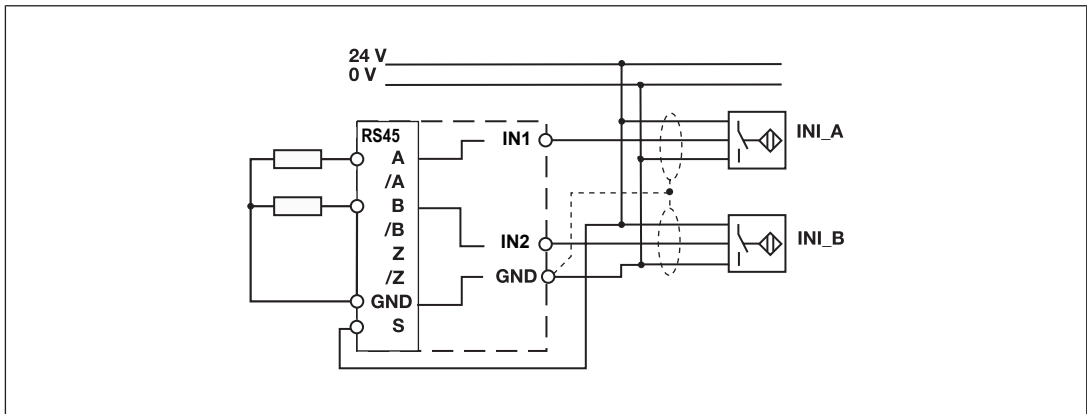 24 V
0 V
RS45
A
/A
B
/B
Z
/Z
GND
S
IN1
IN2
GND
INI_A
INI_B